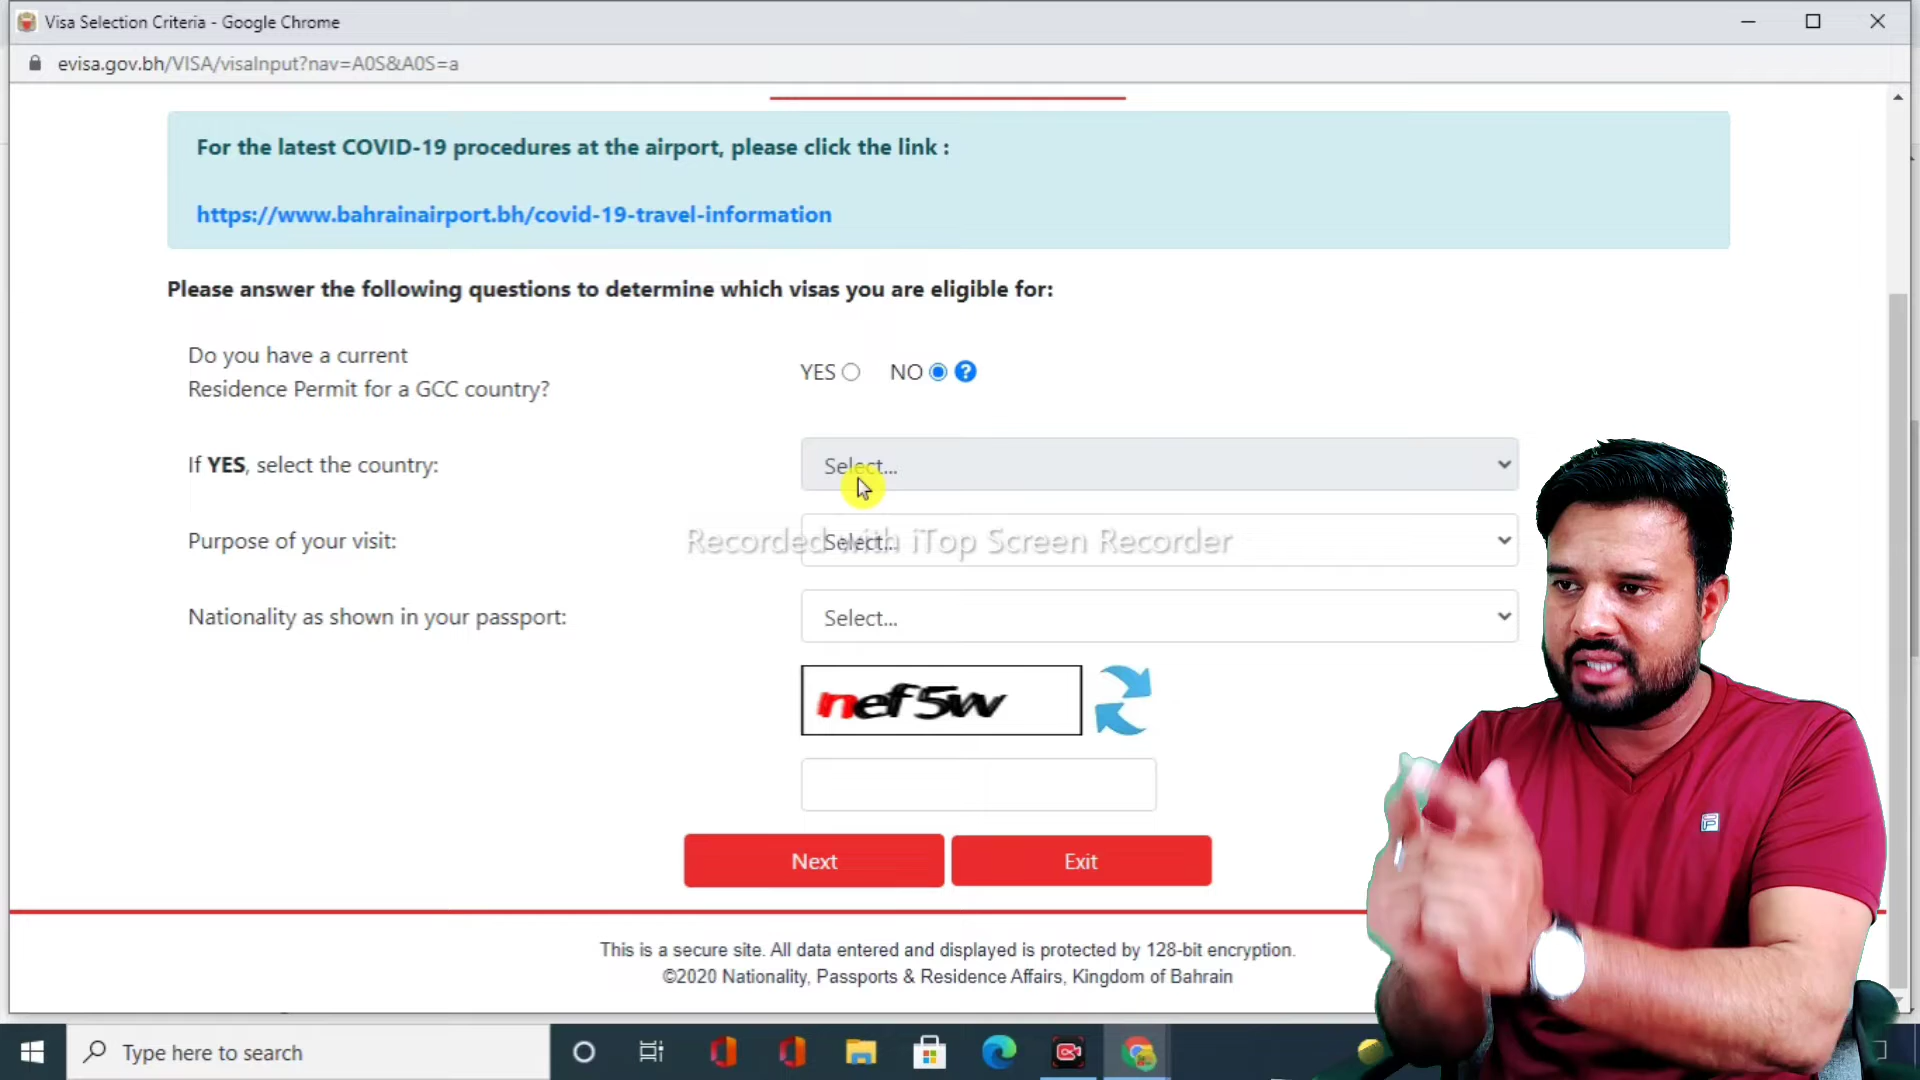 Visa Selection Criteria - Google Chrome
evisa.gov.bh/VISA/visaInput?nav=A0S&A0S=a
For the latest COVID-19 procedures at the airport, please click the link :
https://www.bahrainairport.bh/covid-19-travel-information
Please answer the following questions to determine which visas you are eligible for:
Do you have a current
Residence Permit for a GCC country?
YES NO ?
If YES, select the country:
Select...
Recorded with iTop Screen Recorder
Purpose of your visit:
Select...
Nationality as shown in your passport:
Select...
nef5w
Next
Exit
This is a secure site. All data entered and displayed is protected by 128-bit encryption.
©2020 Nationality, Passports & Residence Affairs, Kingdom of Bahrain
Type here to search